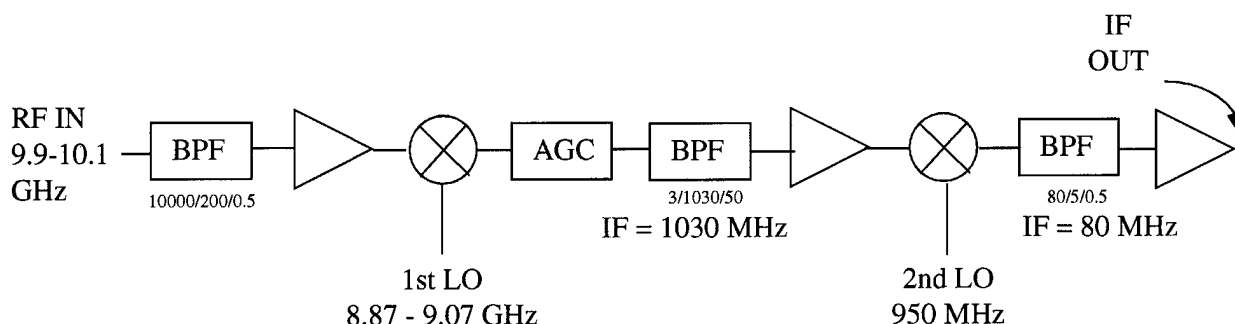 IF
OUT
RF IN
9.9-10.1
GHz
BPF
AGC
BPF
BPF
10000/200/0.5
3/1030/50
80/5/0.5
IF = 1030 MHz
IF = 80 MHz
1st LO
8.87 - 9.07 GHz
2nd LO
950 MHz